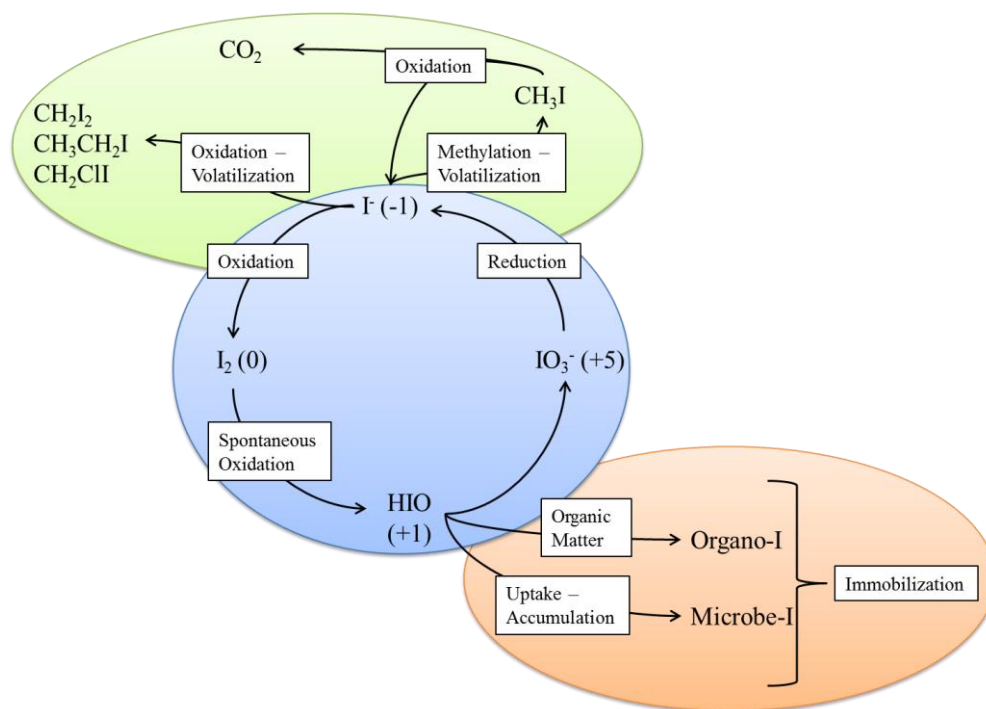 CO₂
Oxidation
CH₃I
CH₂I₂
CH₃CH₂I
CH₂ClI
Oxidation –
Volatilization
Methylation –
Volatilization
I⁻ (-1)
Oxidation
Reduction
I₂ (0)
IO₃⁻ (+5)
Spontaneous
Oxidation
HIO
(+1)
Organic
Matter
Organo-I
Immobilization
Uptake –
Accumulation
Microbe-I